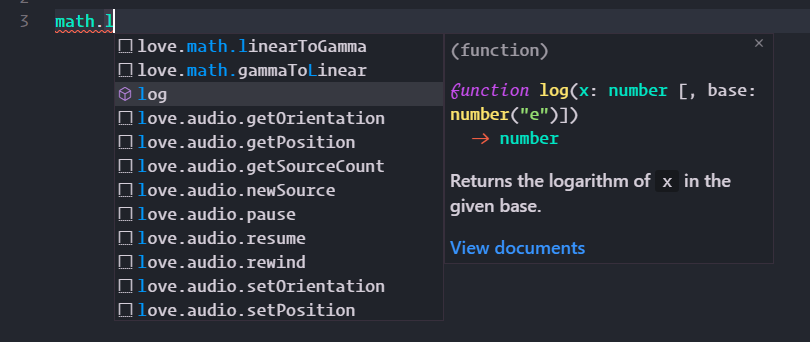 3 math.l
love.math.linearToGamma
love.math.gammaToLinear
log
love.audio.getOrientation
love.audio.getPosition
love.audio.getSourceCount
love.audio.newSource
love.audio.pause
love.audio.resume
love.audio.rewind
love.audio.setOrientation
love.audio.setPosition
(function)
function log(x: number [, base:
number("e")])
-> number
Returns the logarithm of x in the
given base.
View documents